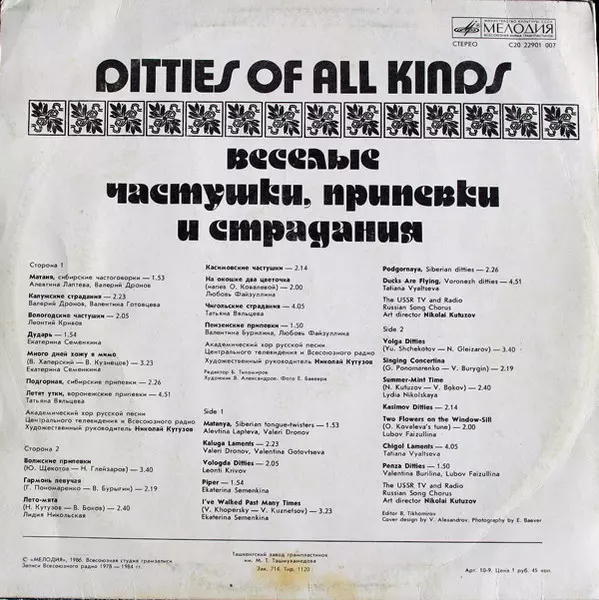 МИНИСТЕРСТВО КУЛЬТУРЫ СССР
МЕЛОДИЯ
ВСЕСОЮЗНАЯ ФИРМА ГРАМПЛАСТИНОК
СТЕРЕО С20 22901 007
DITTIES OF ALL KINDS
ВЕСЕЛЫЕ
ЧАСТУШКИ, ПРИПЕВКИ
И СТРАДАНИЯ
Сторона 1
Матаня, сибирские частоговорки — 1.53
Алевтина Лаптева, Валерий Дронов
Калужские страдания — 2.23
Валерий Дронов, Валентина Готовцева
Вологодские частушки — 2.05
Леонтий Кривов
Дударь — 1.54
Екатерина Семенкина
Много дней хожу я мимо
(В. Хаперский — В. Кузнецов) — 3.23
Екатерина Семенкина
Подгорная, сибирские припевки — 2.26
Летят утки, воронежские припевки — 4.51
Татьяна Вяльцева
Академический хор русской песни
Центрального телевидения и Всесоюзного радио
Художественный руководитель Николай Кутузов
Сторона 2
Волжские припевки
(Ю. Щекотов — Н. Глейзаров) — 3.40
Гармонь певучая
(Г. Пономаренко — В. Бурыгин) — 2.19
Лето-мята
(Н. Кутузов — В. Боков) — 2.40
Лидия Никольская
Касимовские частушки — 2.14
На окошке два цветочка
(напев О. Ковалевой) — 2.00
Любовь Файзуллина
Чигольские страдания — 4.05
Татьяна Вяльцева
Пензенские припевки — 1.50
Валентина Бурилина, Любовь Файзуллина
Академический хор русской песни
Центрального телевидения и Всесоюзного радио
Художественный руководитель Николай Кутузов
Редактор Б. Тихомиров
Художник В. Александров. Фото Е. Баевера
Side 1
Matanya, Siberian tongue-twisters — 1.53
Alevtina Lapteva, Valeri Dronov
Kaluga Laments — 2.23
Valeri Dronov, Valentina Gotovtseva
Vologda Ditties — 2.05
Leonti Krivov
Piper — 1.54
Ekaterina Semenkina
I've Walked Past Many Times
(V. Khopersky — V. Kuznetsov) — 3.23
Ekaterina Semenkina
Podgornaya, Siberian ditties — 2.26
Ducks Are Flying, Voronezh ditties — 4.51
Tatiana Vyaltseva
The USSR TV and Radio
Russian Song Chorus
Art director Nikolai Kutuzov
Side 2
Volga Ditties
(Yu. Shchekotov — N. Gleizarov) — 3.40
Singing Concertina
(G. Ponomarenko — V. Burygin) — 2.19
Summer-Mint Time
(N. Kutuzov — V. Bokov) — 2.40
Lydia Nikolskaya
Kasimov Ditties — 2.14
Two Flowers on the Window-Sill
(O. Kovaleva's tune) — 2.00
Lubov Faizullina
Chigol Laments — 4.05
Tatiana Vyaltseva
Penza Ditties — 1.50
Valentina Burilina, Lubov Faizullina
The USSR TV and Radio
Russian Song Chorus
Art director Nikolai Kutuzov
Editor B. Tikhomirov
Cover design by V. Alexandrov. Photography by E. Baever
© «МЕЛОДИЯ», 1986. Всесоюзная студия грамзаписи
Записи Всесоюзного радио 1978 — 1984 гг.
Ташкентский завод грампластинок
им. М. Т. Ташмухамедова
Зак. 714. Тир. 1120
Арт. 10-9. Цена 1 руб. 45 коп.